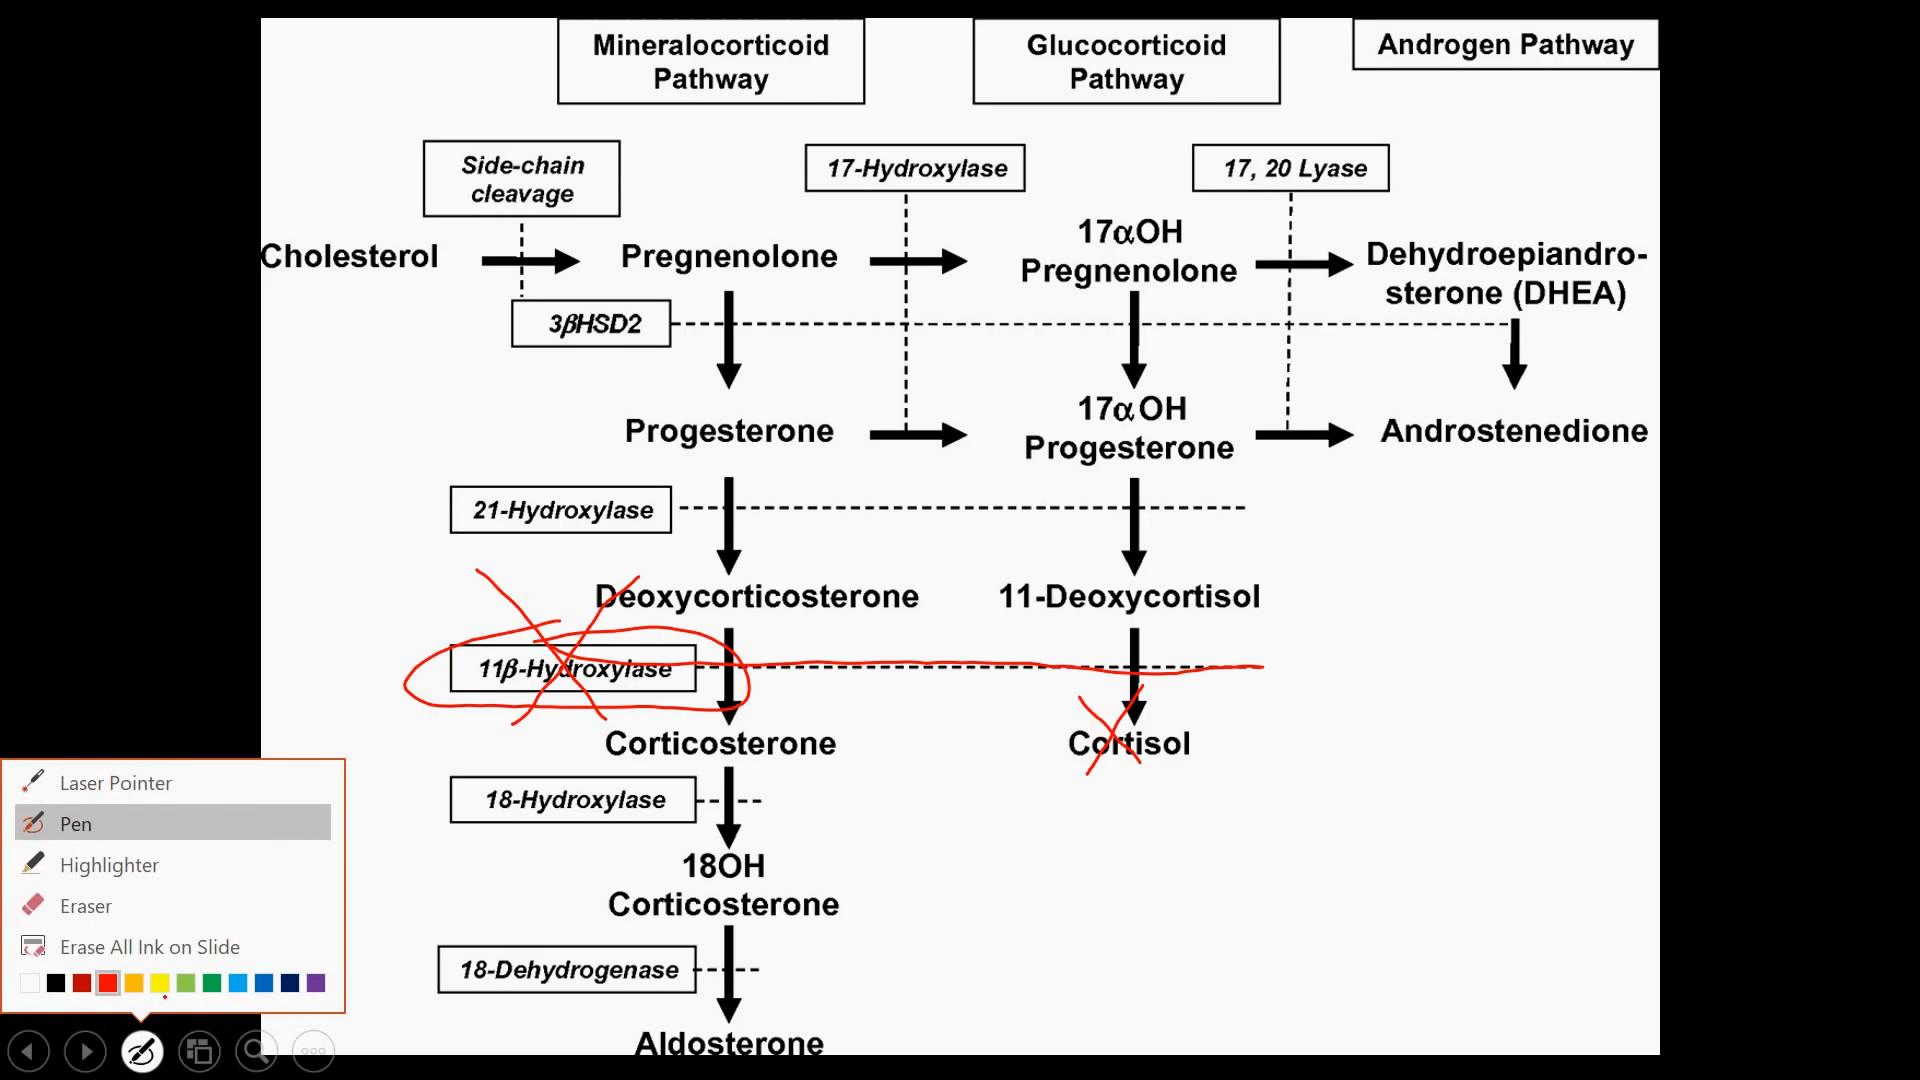 Mineralocorticoid
Pathway
Glucocorticoid
Pathway
Androgen Pathway
Side-chain
cleavage
17-Hydroxylase
17, 20 Lyase
Cholesterol
Pregnenolone
17αOH
Pregnenolone
Dehydroepiandro-
sterone (DHEA)
3βHSD2
Progesterone
17αOH
Progesterone
Androstenedione
21-Hydroxylase
Deoxycorticosterone
11-Deoxycortisol
11β-Hydroxylase
Corticosterone
Cortisol
18-Hydroxylase
18OH
Corticosterone
18-Dehydrogenase
Aldosterone
Laser Pointer
Pen
Highlighter
Eraser
Erase All Ink on Slide